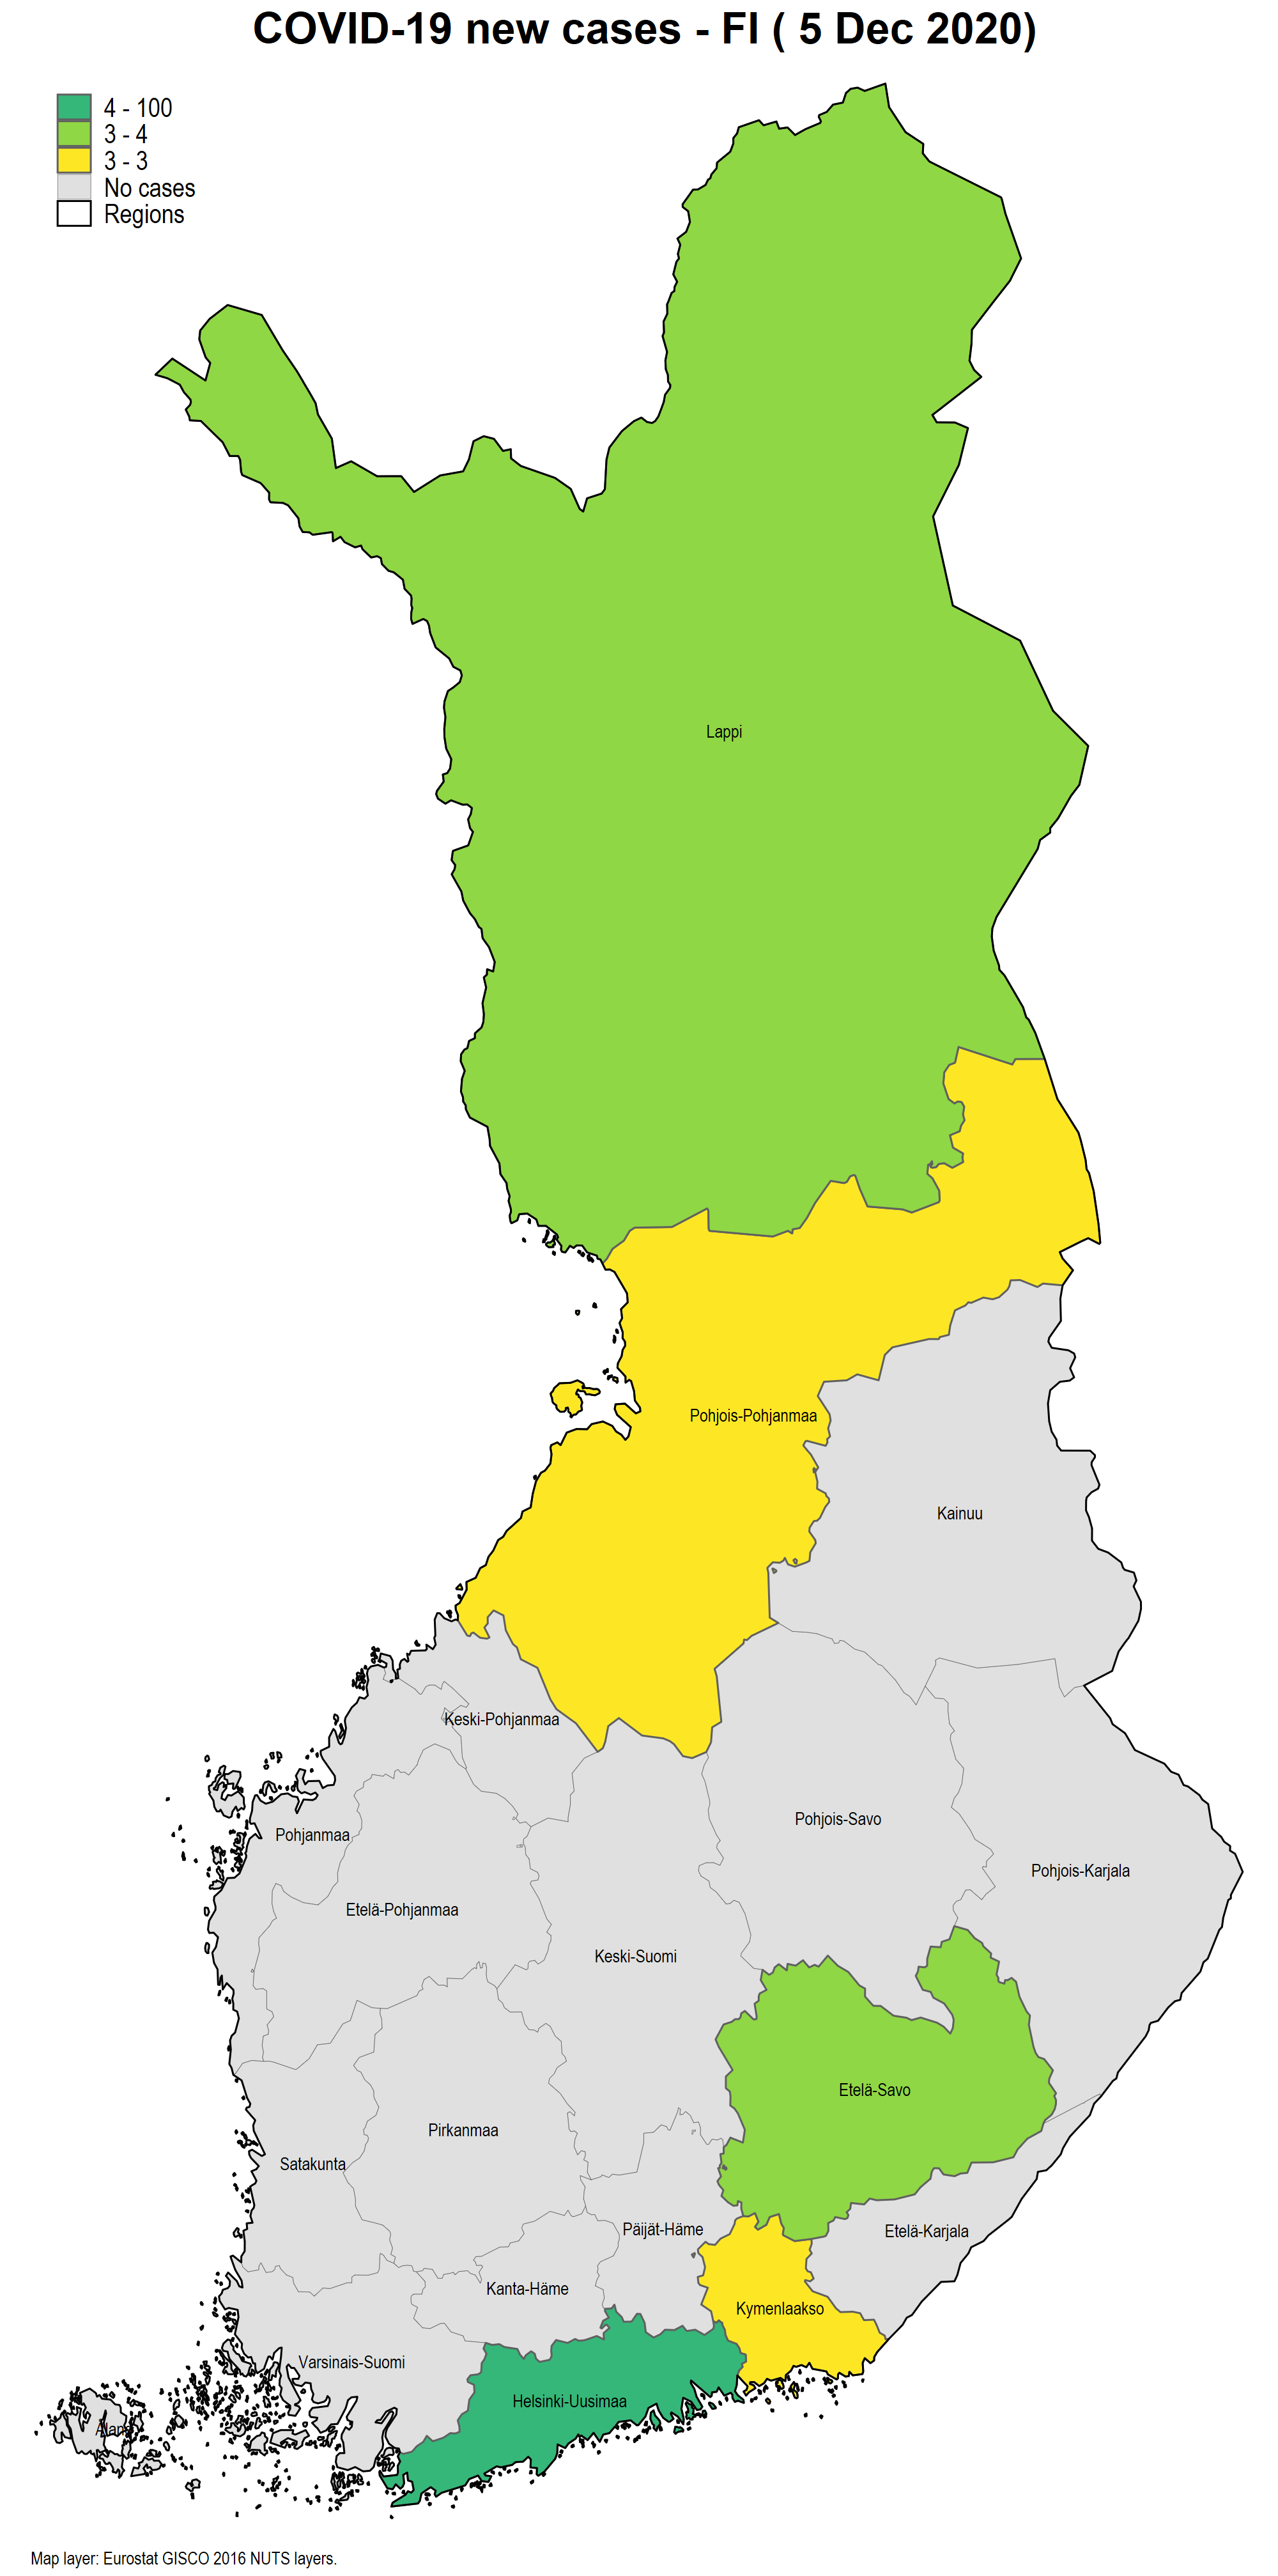 COVID-19 new cases - FI ( 5 Dec 2020)
4 - 100
3 - 4
3 - 3
No cases
Regions
Lappi
Pohjois-Pohjanmaa
Kainuu
Keski-Pohjanmaa
Pohjois-Savo
Pohjanmaa
Pohjois-Karjala
Etelä-Pohjanmaa
Keski-Suomi
Etelä-Savo
Pirkanmaa
Satakunta
Päijät-Häme
Etelä-Karjala
Kanta-Häme
Kymenlaakso
Varsinais-Suomi
Helsinki-Uusimaa
Åland
Map layer: Eurostat GISCO 2016 NUTS layers.